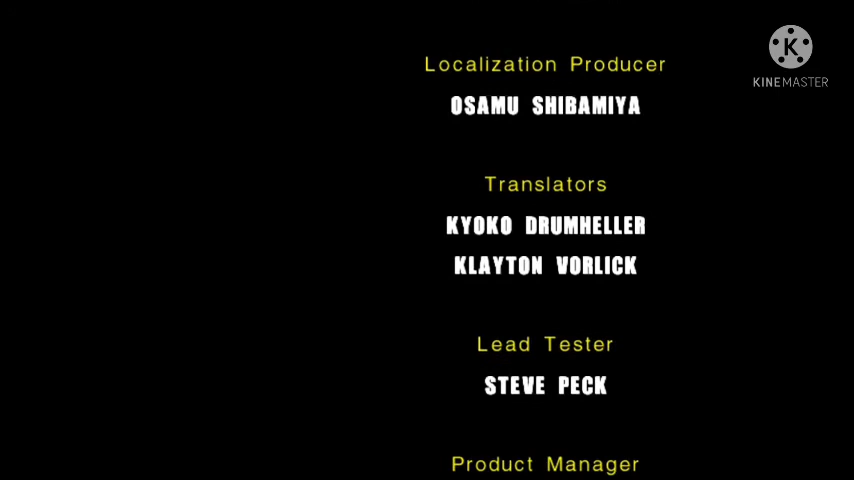 Localization Producer
K
KINEMASTER
OSAMU SHIBAMIYA
Translators
KYOKO DRUMHELLER
KLAYTON VORLICK
Lead Tester
STEVE PECK
Product Manager